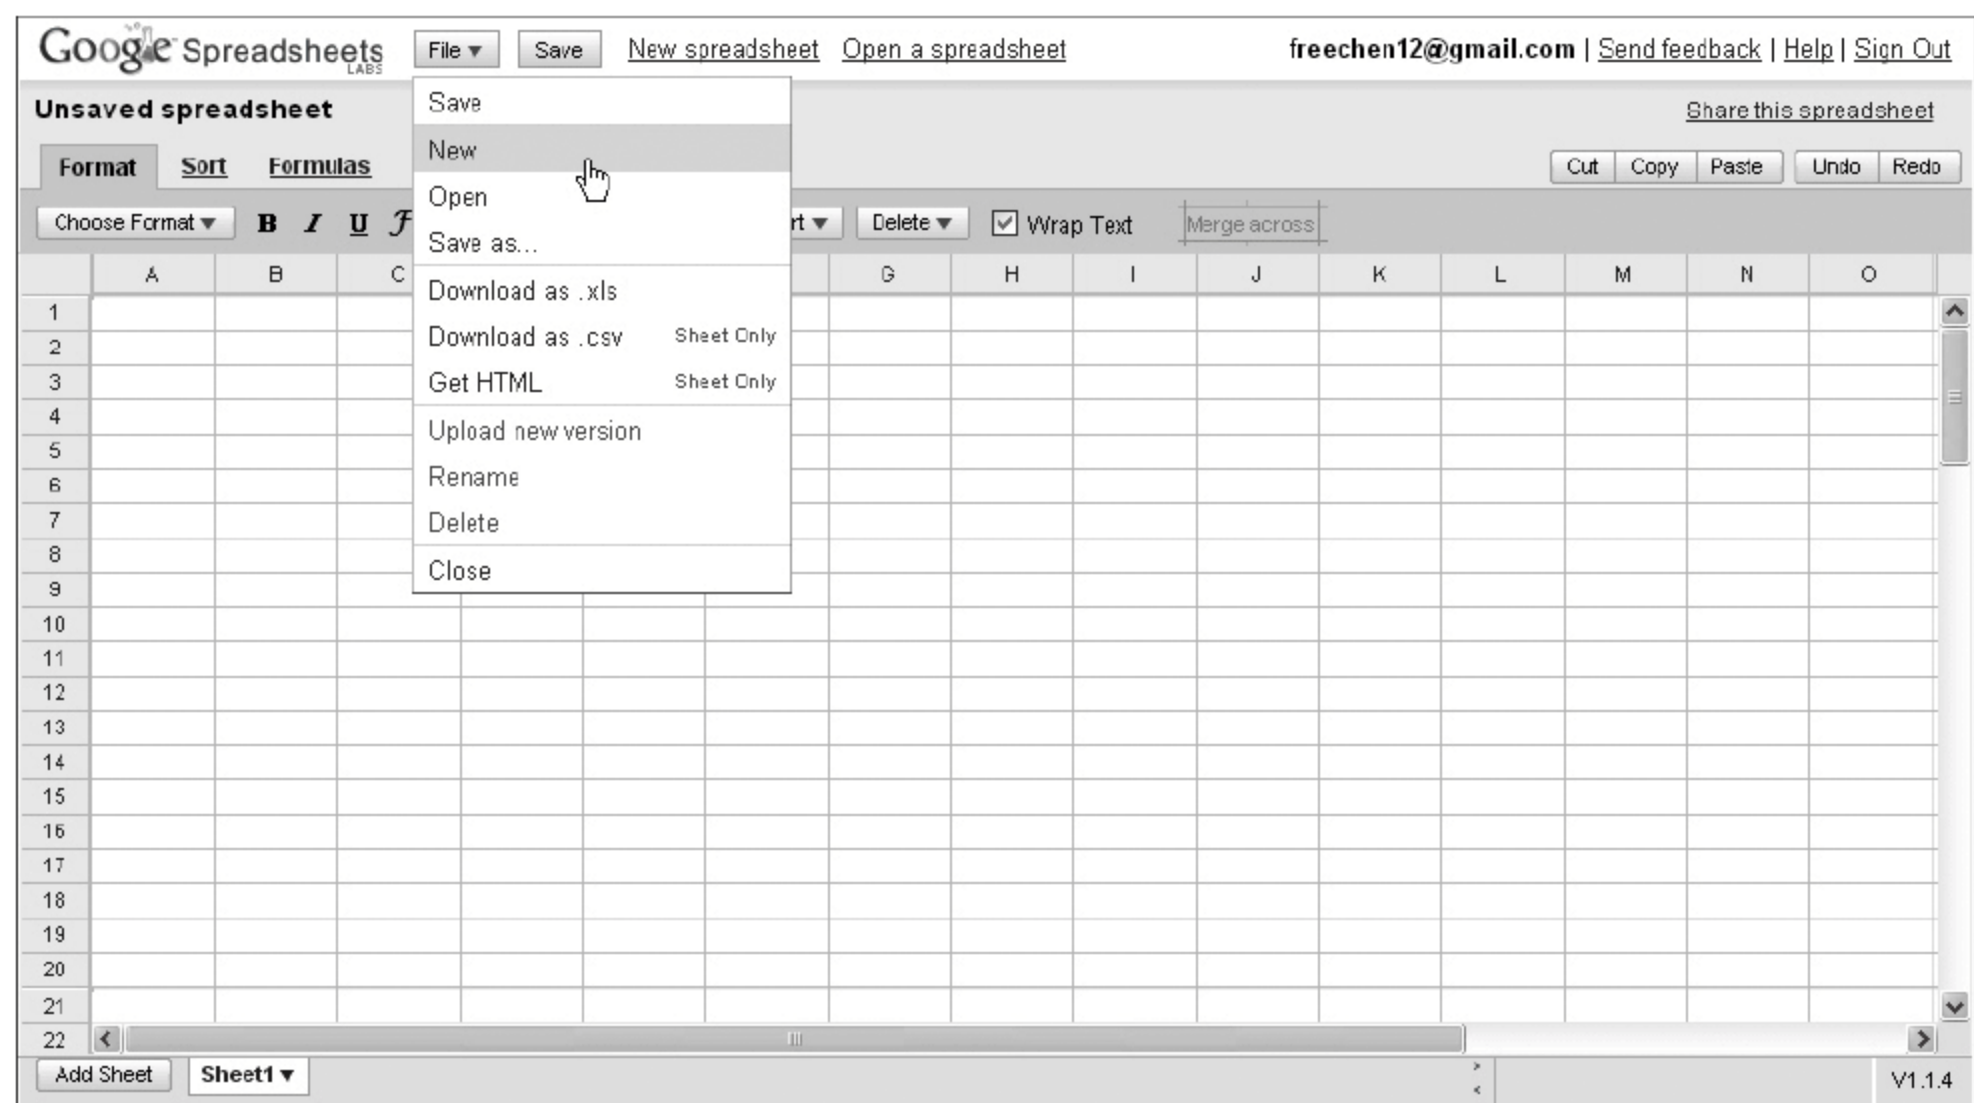 Google Spreadsheets LABS File Save New spreadsheet Open a spreadsheet freechen12@gmail.com | Send feedback | Help | Sign Out
Unsaved spreadsheet Share this spreadsheet
Format Sort Formulas Cut Copy Paste Undo Redo
Choose Format B I U F rt Delete Wrap Text Merge across
Save
New
Open
Save as...
Download as .xls
Download as .csv Sheet Only
Get HTML Sheet Only
Upload new version
Rename
Delete
Close
A B C G H I J K L M N O
1
2
3
4
5
6
7
8
9
10
11
12
13
14
15
16
17
18
19
20
21
22
Add Sheet Sheet1 V1.1.4